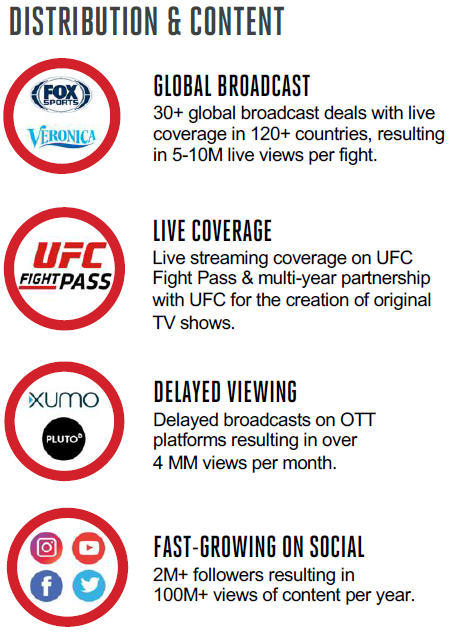 DISTRIBUTION & CONTENT
FOX
SPORTS
VERONICA
GLOBAL BROADCAST
30+ global broadcast deals with live
coverage in 120+ countries, resulting
in 5-10M live views per fight.
UFC
FIGHT PASS
LIVE COVERAGE
Live streaming coverage on UFC
Fight Pass & multi-year partnership
with UFC for the creation of original
TV shows.
XUMO
PLUTO
DELAYED VIEWING
Delayed broadcasts on OTT
platforms resulting in over
4 MM views per month.
FAST-GROWING ON SOCIAL
2M+ followers resulting in
100M+ views of content per year.